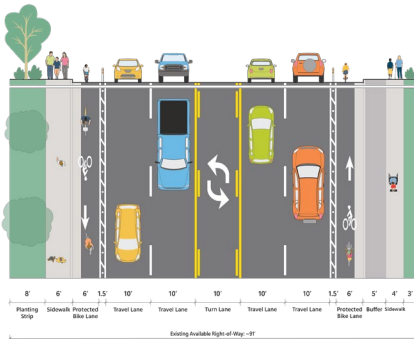 8' 6' 6' 1.5' 10' 10' 10' 10' 10' 1.5' 6' 5' 4' 3'
Planting Strip Sidewalk Protected Bike Lane Travel Lane Travel Lane Turn Lane Travel Lane Travel Lane Protected Bike Lane Buffer Sidewalk
Existing Available Right-of-Way: ~91'